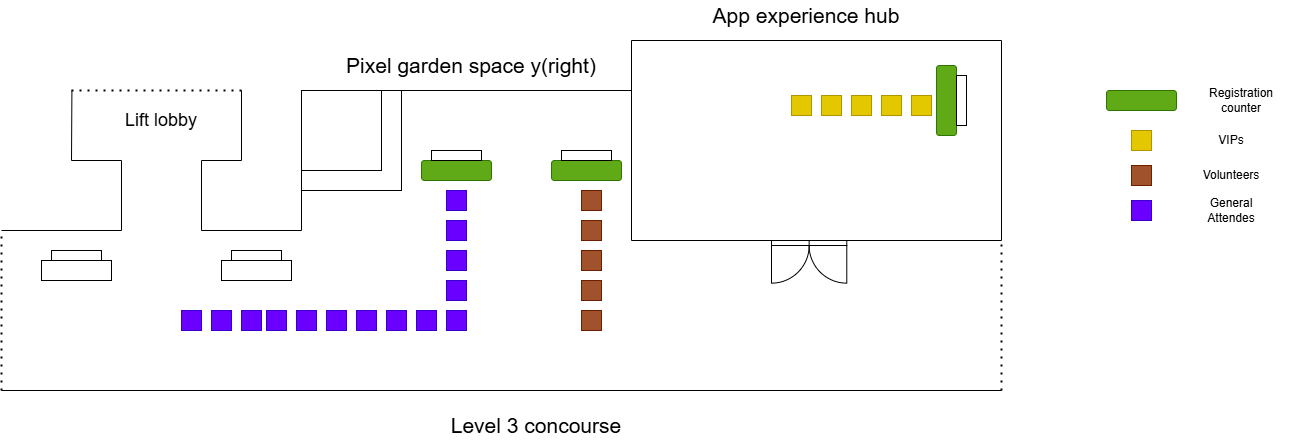 App experience hub
Pixel garden space y(right)
Lift lobby
Registration
counter
VIPs
Volunteers
General
Attendes
Level 3 concourse